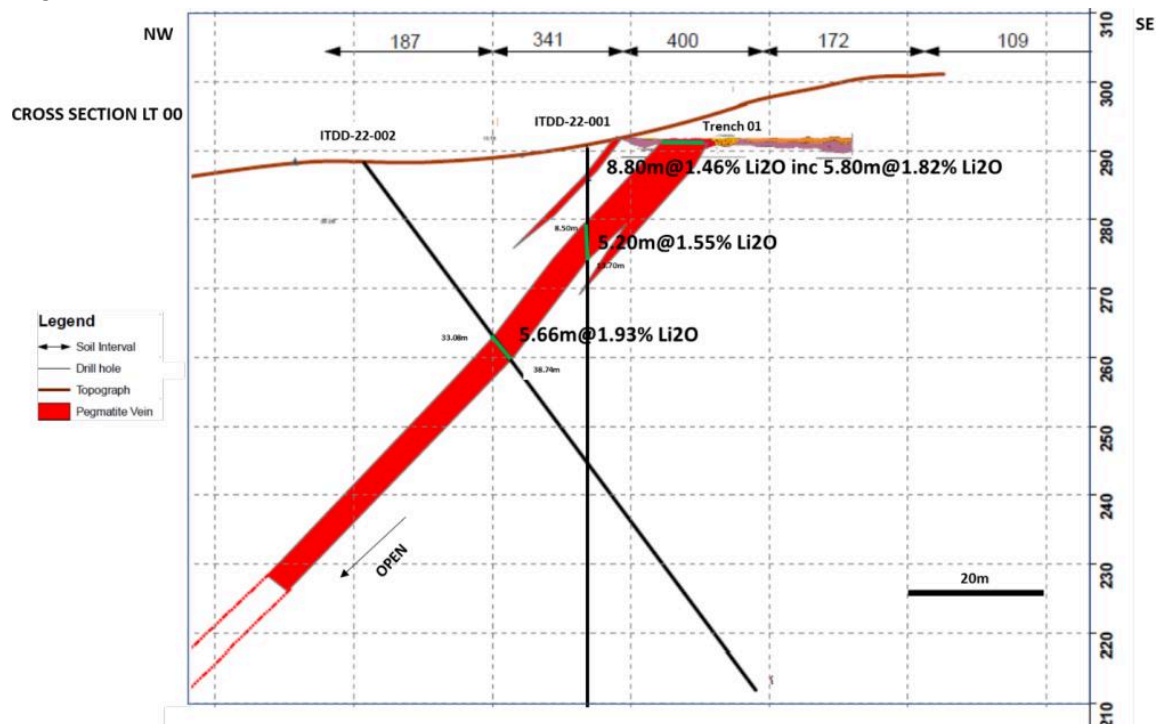 NW
SE
187
341
400
172
109
310
300
290
280
270
260
250
240
230
220
210
CROSS SECTION LT 00
ITDD-22-002
ITDD-22-001
Trench 01
8.80m@1.46% Li2O inc 5.80m@1.82% Li2O
8.50m
5.20m@1.55% Li2O
5.66m@1.93% Li2O
33.08m
38.74m
Legend
Soil Interval
Drill hole
Topograph
Pegmatite Vein
OPEN
20m